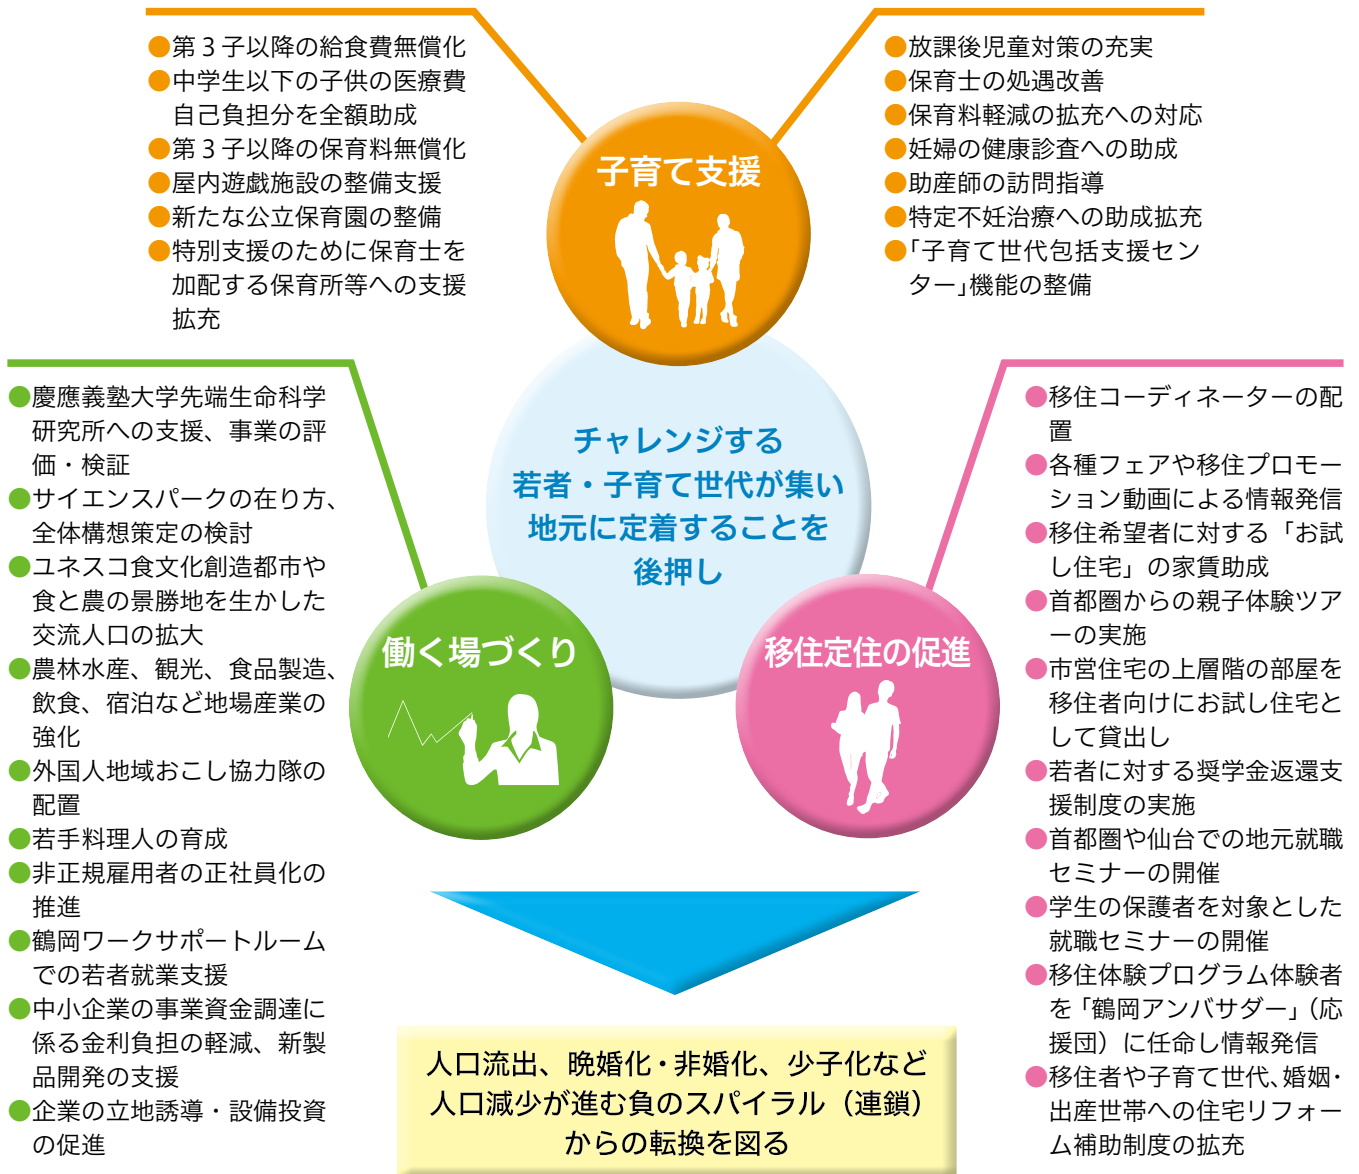 ●第３子以降の給食費無償化
●中学生以下の子供の医療費
自己負担分を全額助成
●第３子以降の保育料無償化
●屋内遊戯施設の整備支援
●新たな公立保育園の整備
●特別支援のために保育士を
加配する保育所等への支援
拡充
子育て支援
●放課後児童対策の充実
●保育士の処遇改善
●保育料軽減の拡充への対応
●妊婦の健康診査への助成
●助産師の訪問指導
●特定不妊治療への助成拡充
●「子育て世代包括支援セン
ター」機能の整備
チャレンジする
若者・子育て世代が集い
地元に定着することを
後押し
●慶應義塾大学先端生命科学
研究所への支援、事業の評
価・検証
●サイエンスパークの在り方、
全体構想策定の検討
●ユネスコ食文化創造都市や
食と農の景勝地を生かした
交流人口の拡大
●農林水産、観光、食品製造、
飲食、宿泊など地場産業の
強化
●外国人地域おこし協力隊の
配置
●若手料理人の育成
●非正規雇用者の正社員化の
推進
●鶴岡ワークサポートルーム
での若者就業支援
●中小企業の事業資金調達に
係る金利負担の軽減、新製
品開発の支援
●企業の立地誘導・設備投資
の促進
働く場づくり
移住定住の促進
●移住コーディネーターの配
置
●各種フェアや移住プロモー
ション動画による情報発信
●移住希望者に対する「お試
し住宅」の家賃助成
●首都圏からの親子体験ツア
ーの実施
●市営住宅の上層階の部屋を
移住者向けにお試し住宅と
して貸出し
●若者に対する奨学金返還支
援制度の実施
●首都圏や仙台での地元就職
セミナーの開催
●学生の保護者を対象とした
就職セミナーの開催
●移住体験プログラム体験者
を「鶴岡アンバサダー」（応
援団）に任命し情報発信
●移住者や子育て世代、婚姻・
出産世帯への住宅リフォー
ム補助制度の拡充
人口流出、晩婚化・非婚化、少子化など
人口減少が進む負のスパイラル（連鎖）
からの転換を図る